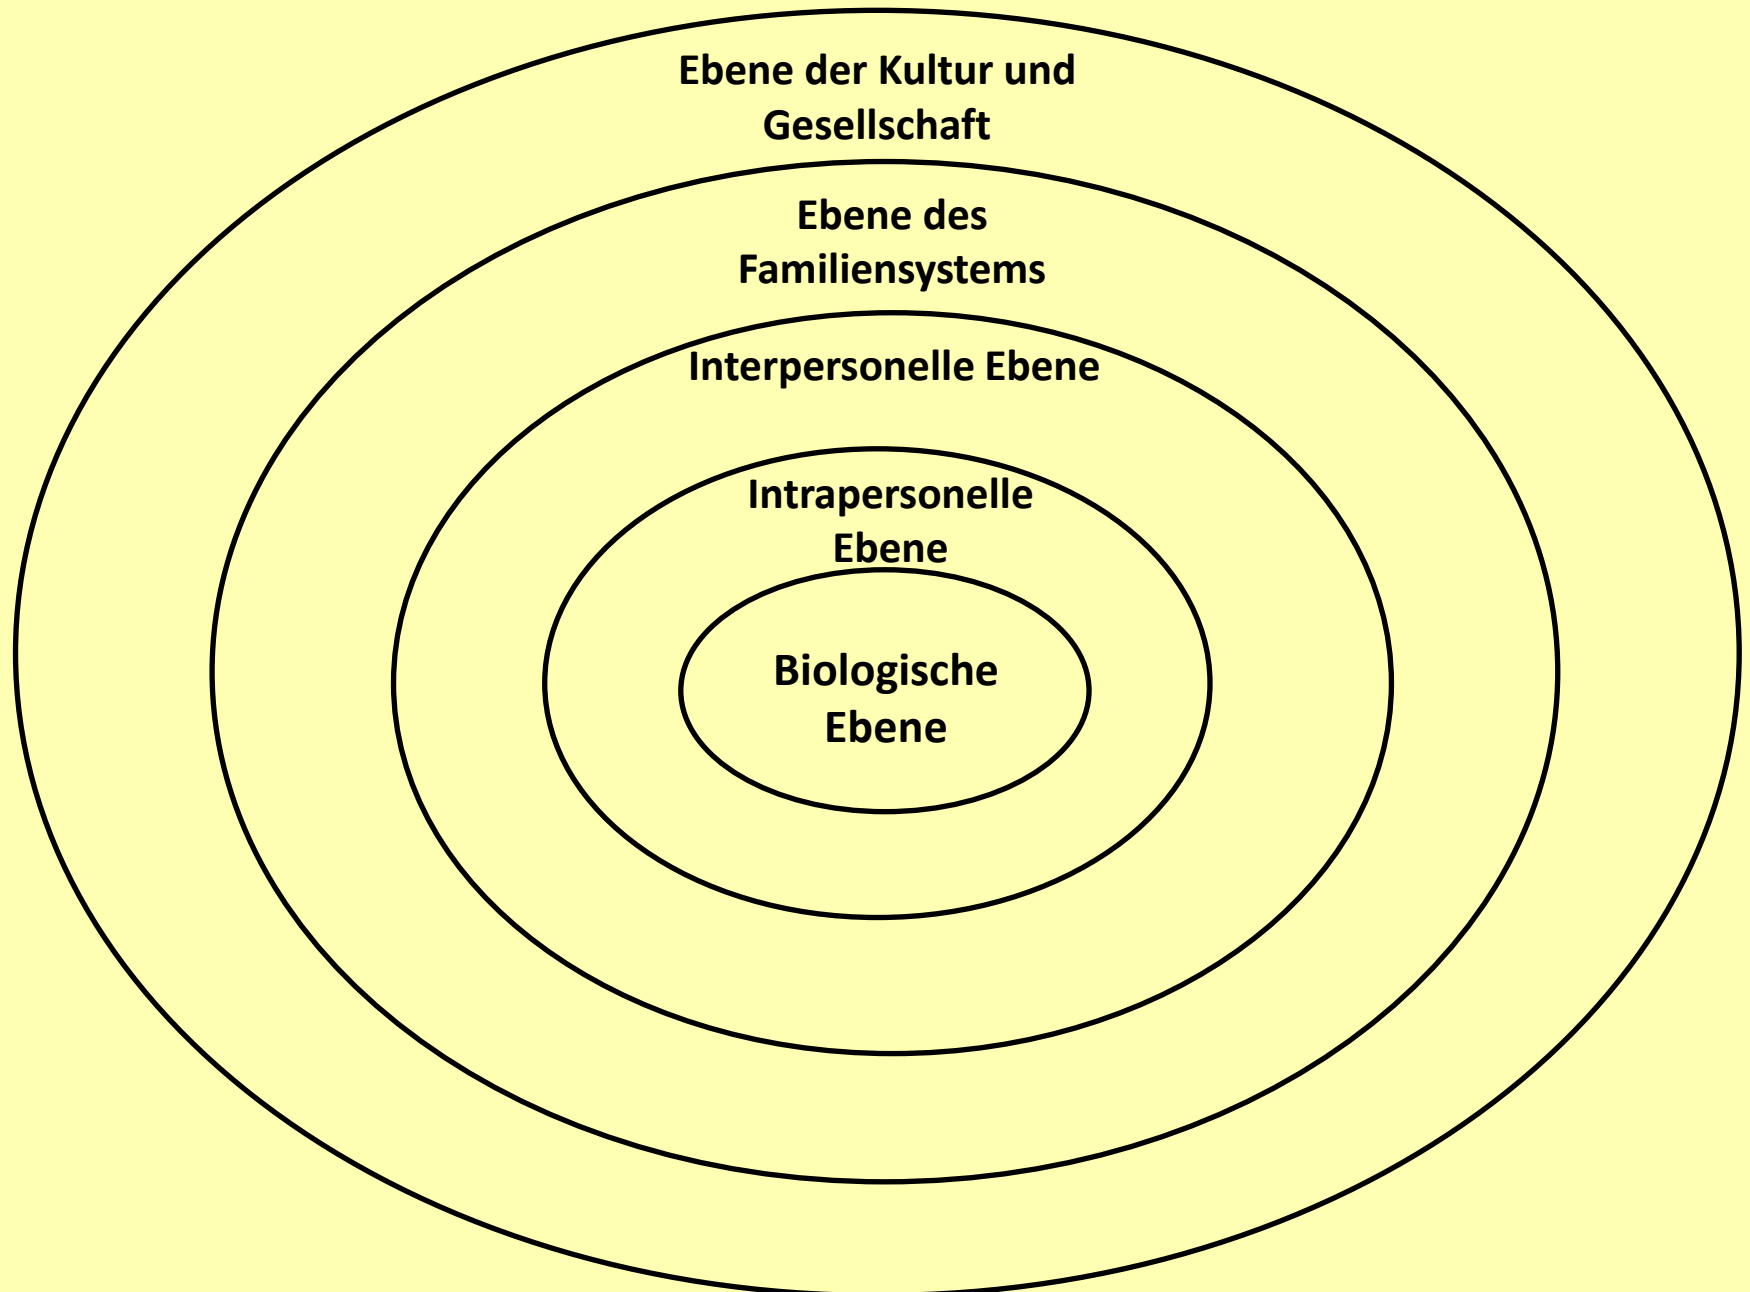 Ebene der Kultur und
Gesellschaft
Ebene des
Familiensystems
Interpersonelle Ebene
Intrapersonelle
Ebene
Biologische
Ebene